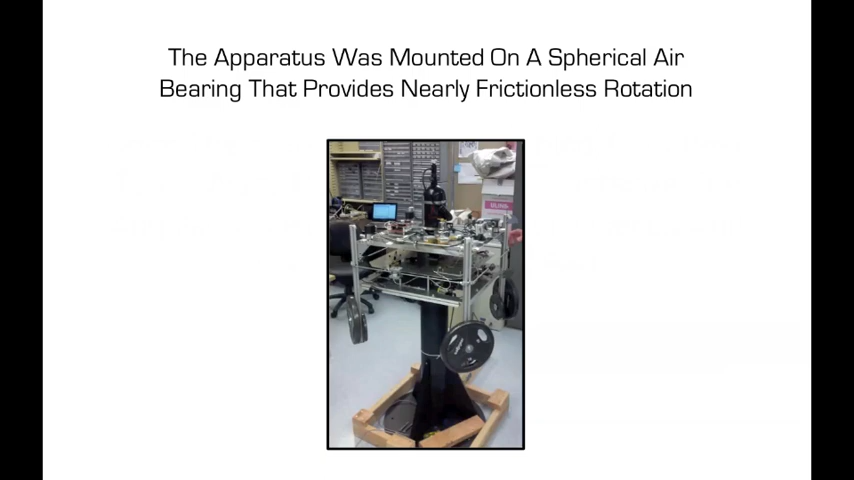 The Apparatus Was Mounted On A Spherical Air
Bearing That Provides Nearly Frictionless Rotation